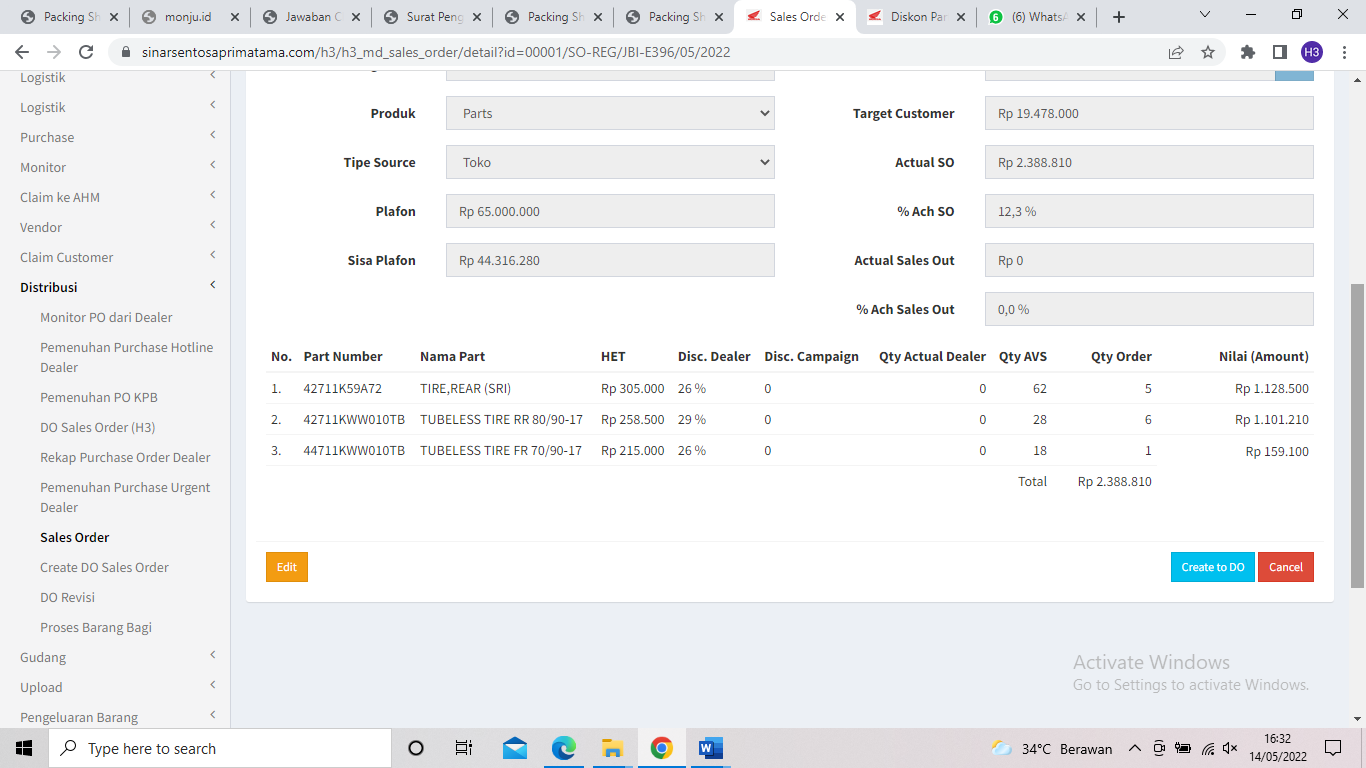 Packing Sh
monju.id
Jawaban C
Surat Peng
Packing Sh
Packing Sh
Sales Orde
Diskon Par
6
(6) WhatsA
sinarsentosaprimatama.com/h3/h3_md_sales_order/detail?id=00001/SO-REG/JBI-E396/05/2022
H3
Logistik
Logistik
Purchase
Monitor
Claim ke AHM
Vendor
Claim Customer
Distribusi
Monitor PO dari Dealer
Pemenuhan Purchase Hotline
Dealer
Pemenuhan PO KPB
DO Sales Order (H3)
Rekap Purchase Order Dealer
Pemenuhan Purchase Urgent
Dealer
Sales Order
Create DO Sales Order
DO Revisi
Proses Barang Bagi
Gudang
Upload
Pengeluaran Barang
Produk Parts
Target Customer Rp 19.478.000
Tipe Source Toko
Actual SO Rp 2.388.810
Plafon Rp 65.000.000
% Ach SO 12,3 %
Sisa Plafon Rp 44.316.280
Actual Sales Out Rp 0
% Ach Sales Out 0,0 %
No. Part Number Nama Part HET Disc. Dealer Disc. Campaign Qty Actual Dealer Qty AVS Qty Order Nilai (Amount)
1. 42711K59A72 TIRE,REAR (SRI) Rp 305.000 26 % 0 0 62 5 Rp 1.128.500
2. 42711KWW010TB TUBELESS TIRE RR 80/90-17 Rp 258.500 29 % 0 0 28 6 Rp 1.101.210
3. 44711KWW010TB TUBELESS TIRE FR 70/90-17 Rp 215.000 26 % 0 0 18 1 Rp 159.100
Total Rp 2.388.810
Edit
Create to DO
Cancel
Activate Windows
Go to Settings to activate Windows.
Type here to search
34°C Berawan
16:32
14/05/2022